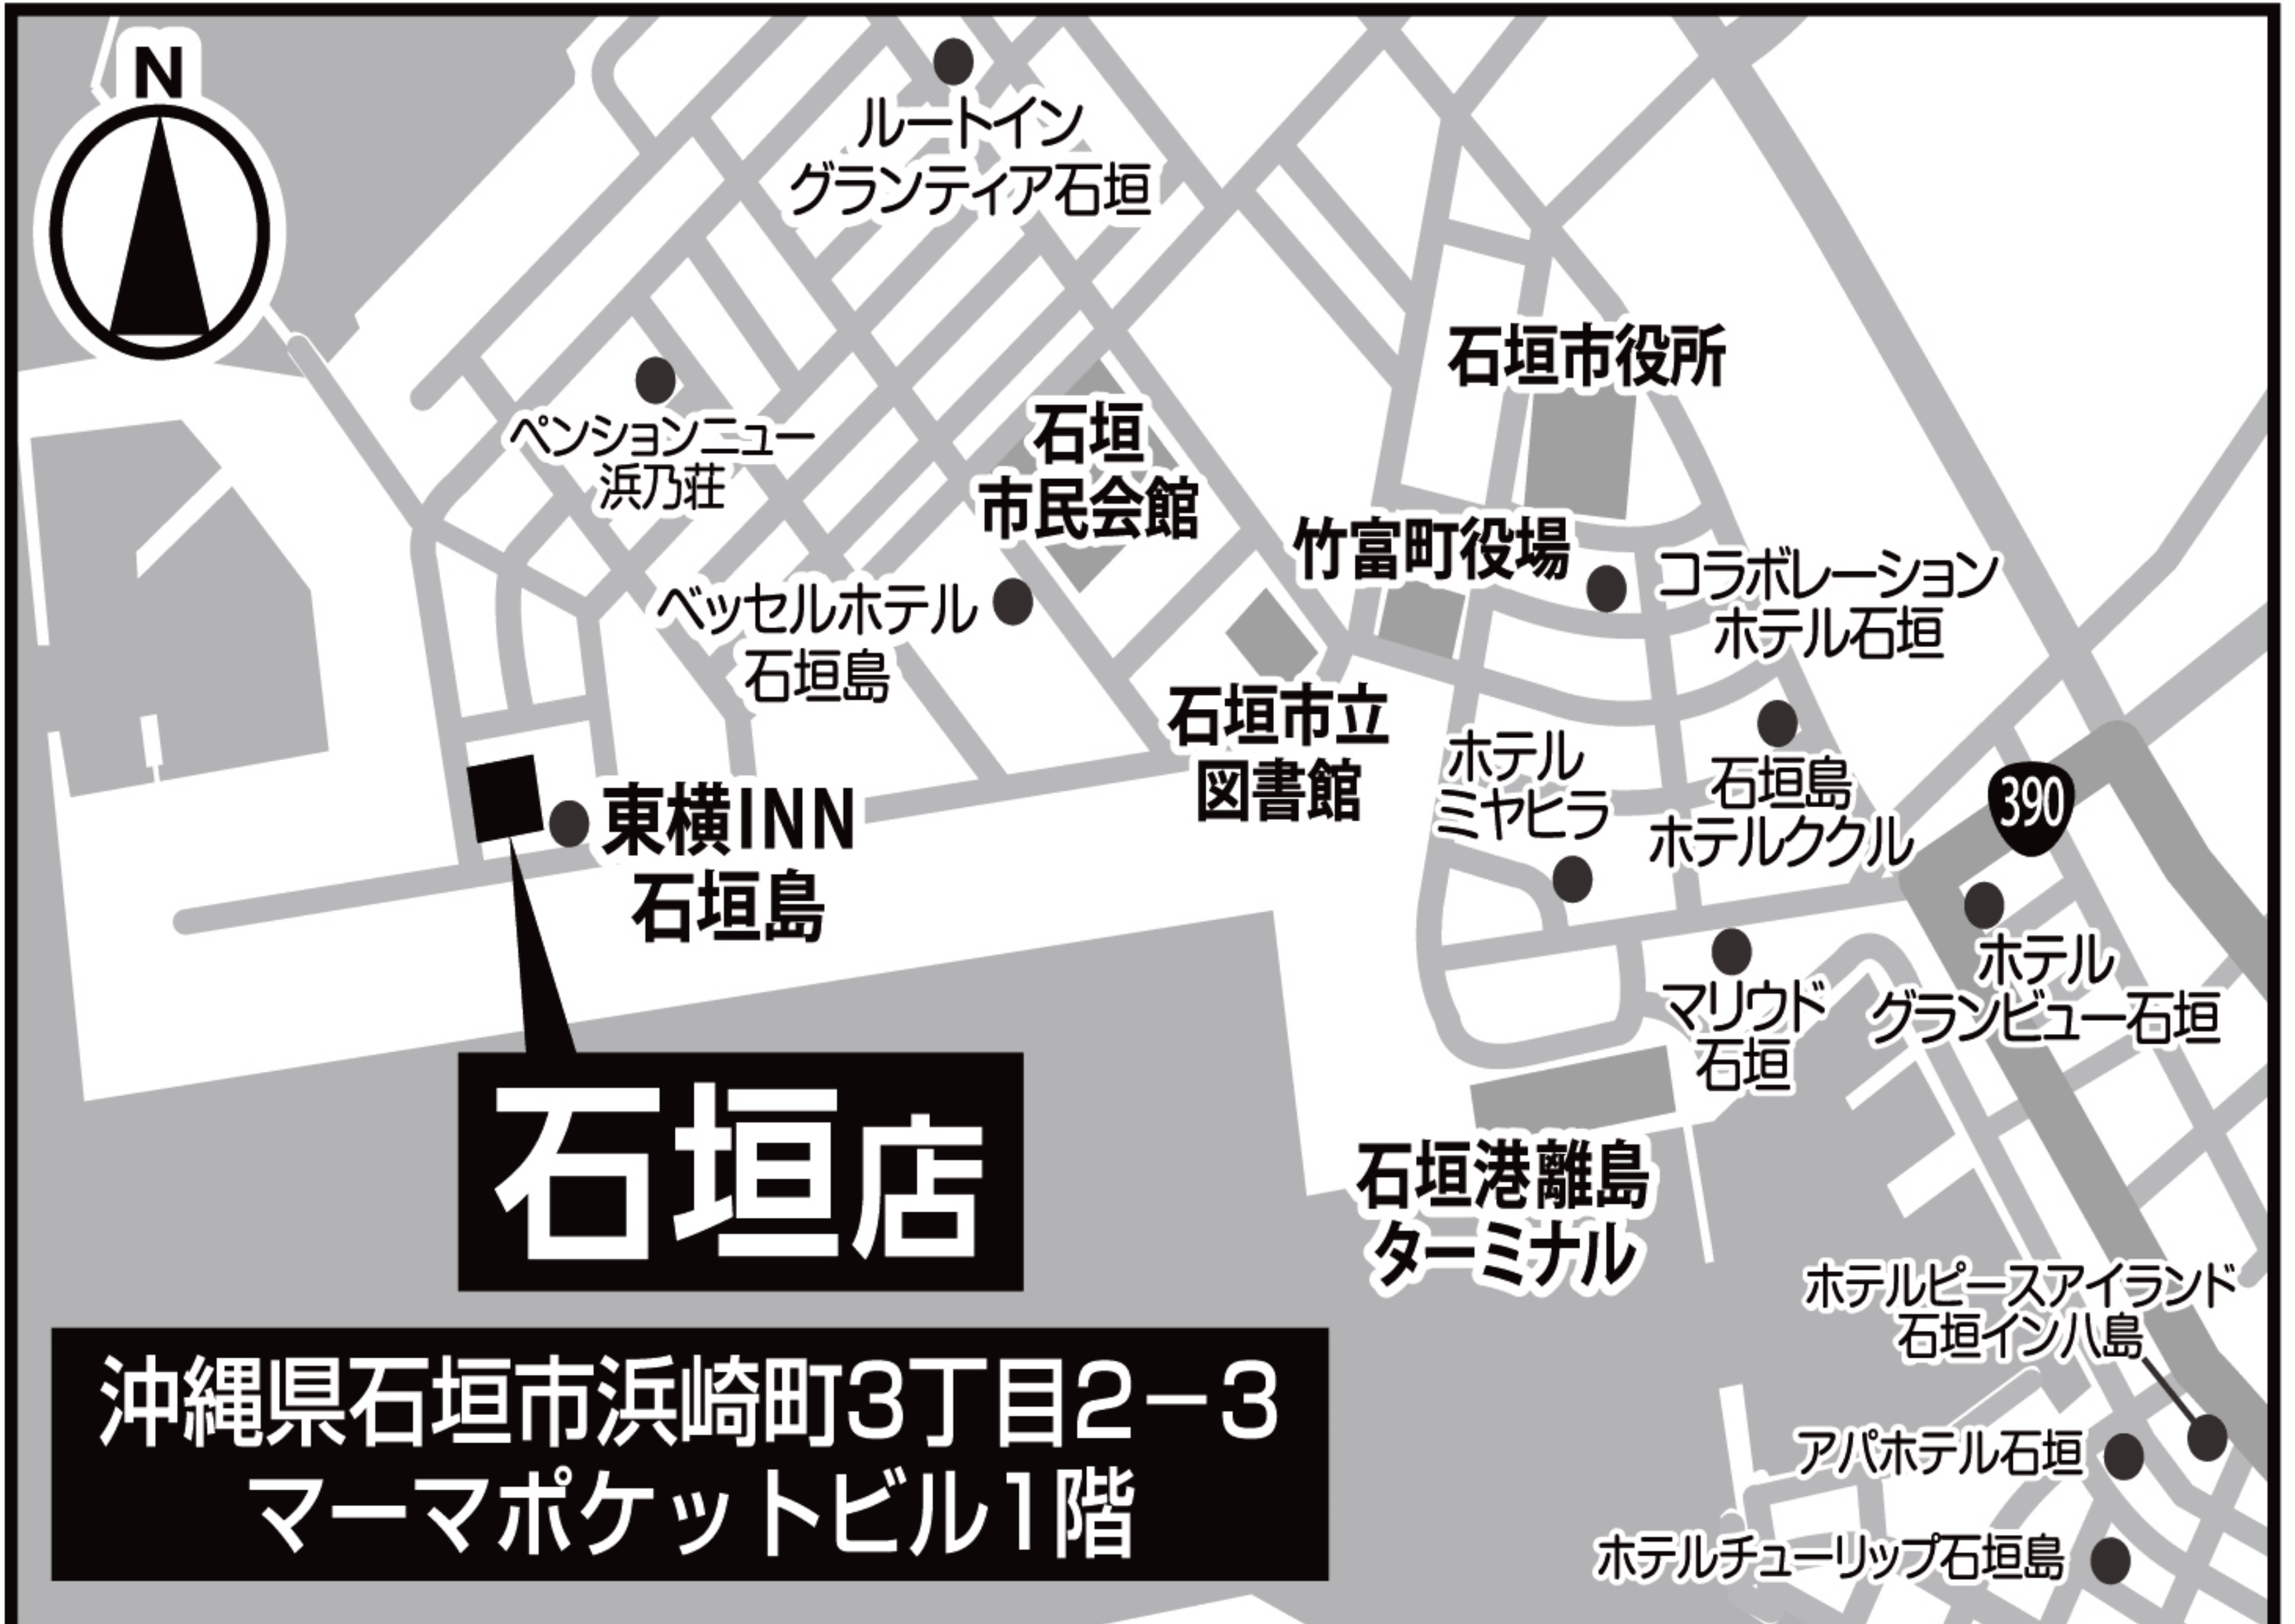 N
ルートイン
グランティア石垣
石垣市役所
ペンションニュー
浜乃荘
石垣
市民会館
竹富町役場
コラボレーション
ホテル石垣
ベッセルホテル
石垣島
石垣市立
図書館
ホテル
ミヤヒラ
石垣島
ホテルククル
390
東横INN
石垣島
ホテル
グランビュー石垣
マリウド
石垣
石垣店
石垣港離島
ターミナル
ホテルピースアイランド
石垣イン八島
沖縄県石垣市浜崎町3丁目2−3
マーマポケットビル1階
アパホテル石垣
ホテルチューリップ石垣島